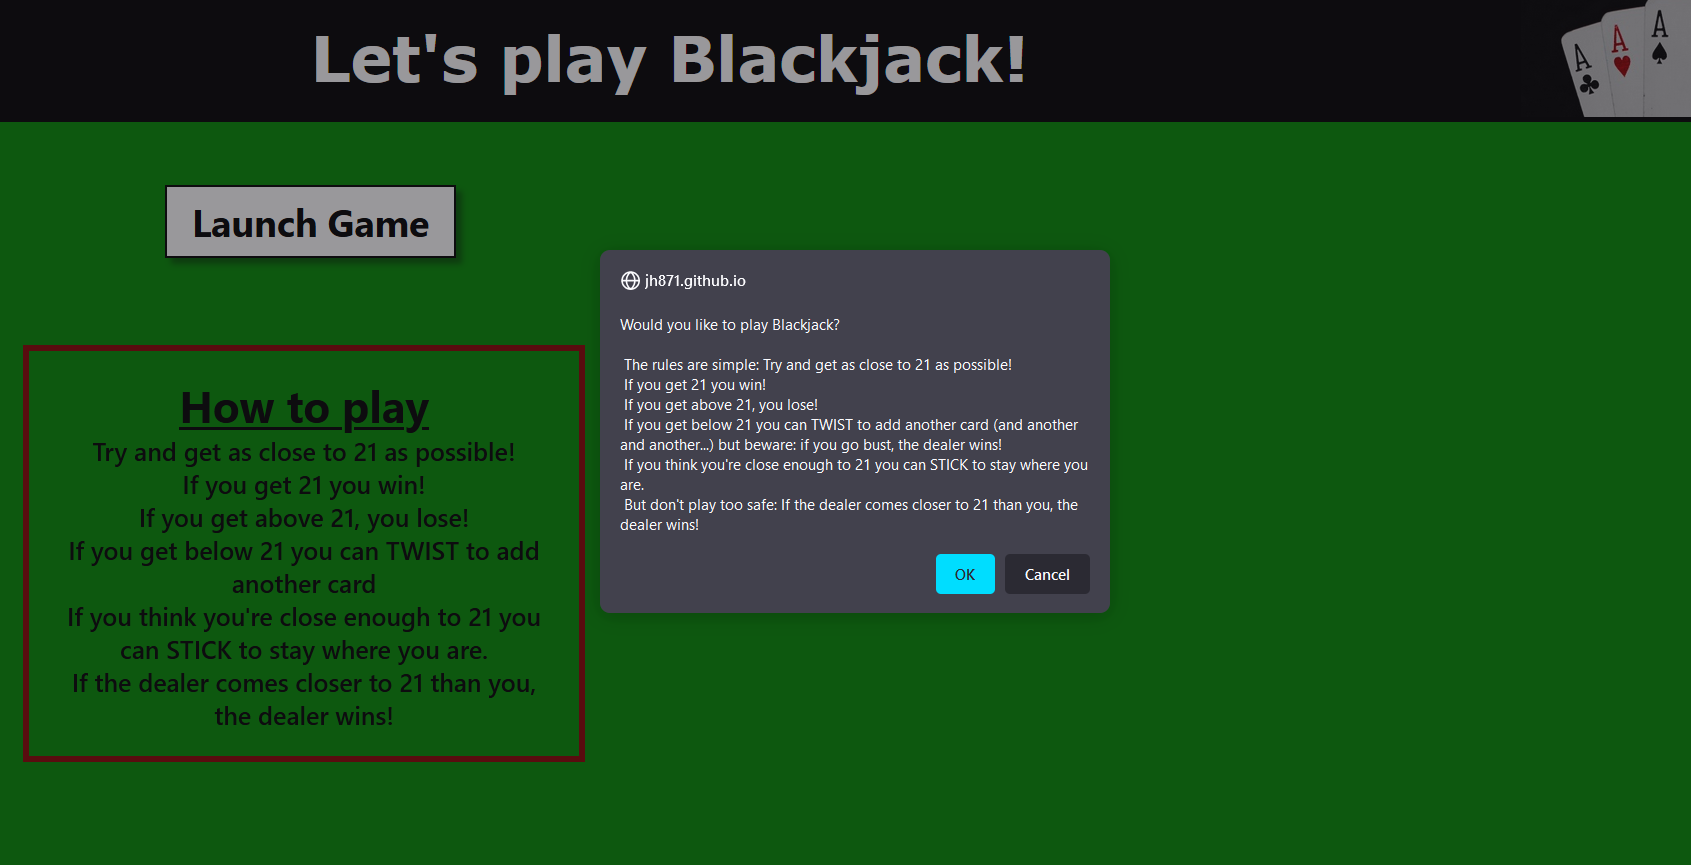 Let's play Blackjack!
A
A
A
Launch Game
How to play
Try and get as close to 21 as possible!
If you get 21 you win!
If you get above 21, you lose!
If you get below 21 you can TWIST to add
another card
If you think you're close enough to 21 you
can STICK to stay where you are.
If the dealer comes closer to 21 than you,
the dealer wins!
jh871.github.io
Would you like to play Blackjack?
The rules are simple: Try and get as close to 21 as possible!
If you get 21 you win!
If you get above 21, you lose!
If you get below 21 you can TWIST to add another card (and another
and another...) but beware: if you go bust, the dealer wins!
If you think you're close enough to 21 you can STICK to stay where you
are.
But don't play too safe: If the dealer comes closer to 21 than you, the
dealer wins!
OK
Cancel